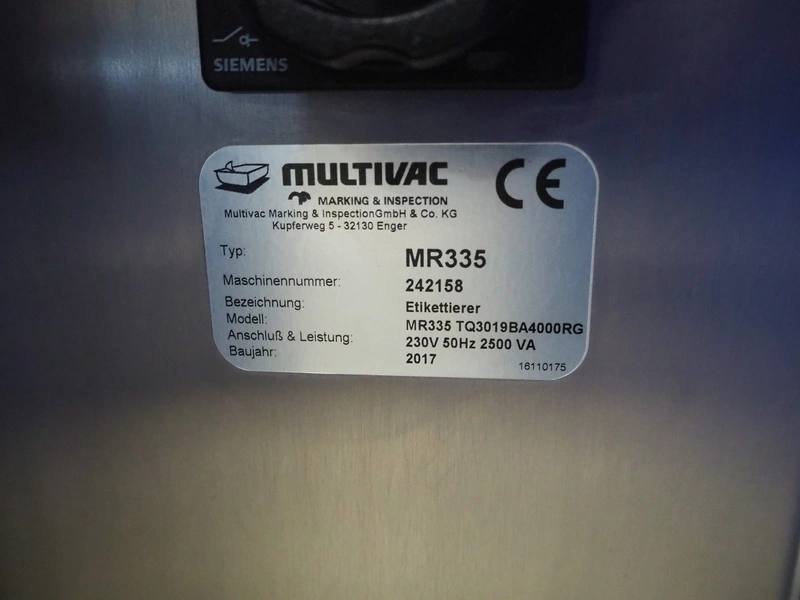 SIEMENS
MULTIVAC
MARKING & INSPECTION
CE
Multivac Marking & InspectionGmbH & Co. KG
Kupferweg 5 - 32130 Enger
Typ: MR335
Maschinennummer: 242158
Bezeichnung: Etikettierer
Modell: MR335 TQ3019BA4000RG
Anschluß & Leistung: 230V 50Hz 2500 VA
Baujahr: 2017
16110175